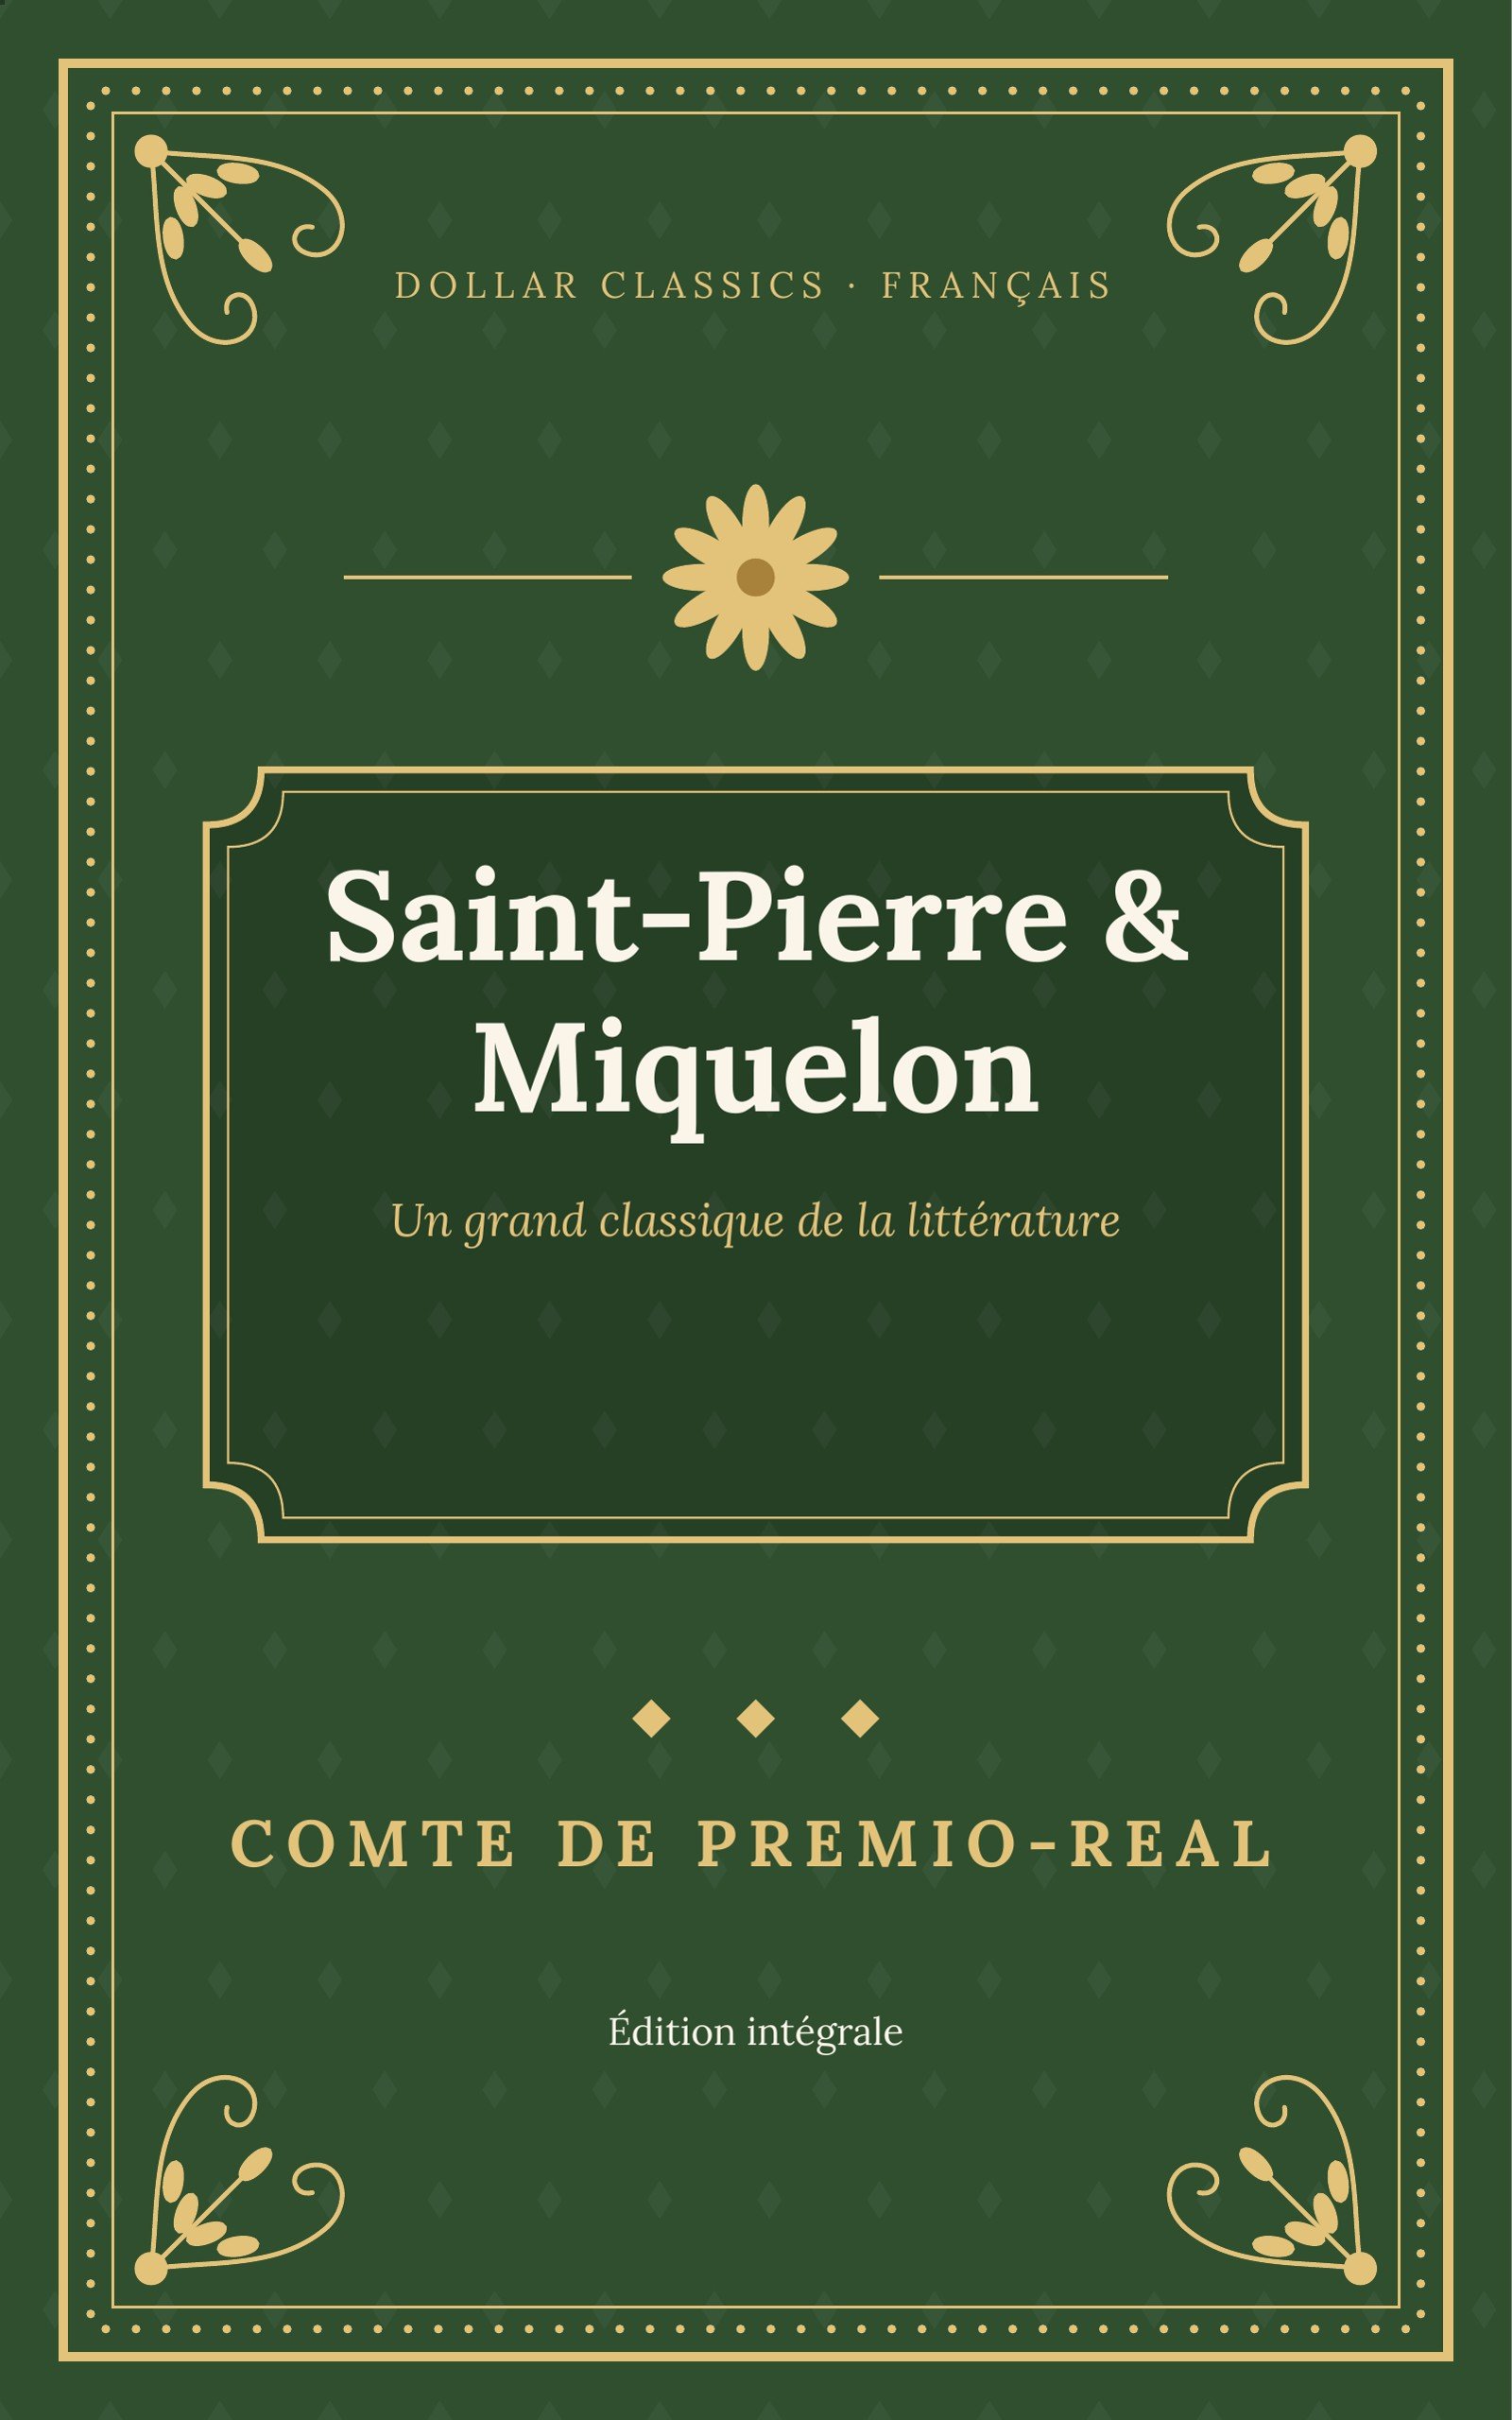 DOLLAR CLASSICS · FRANÇAIS
Saint-Pierre &
Miquelon
Un grand classique de la littérature
COMTE DE PREMIO-REAL
Édition intégrale